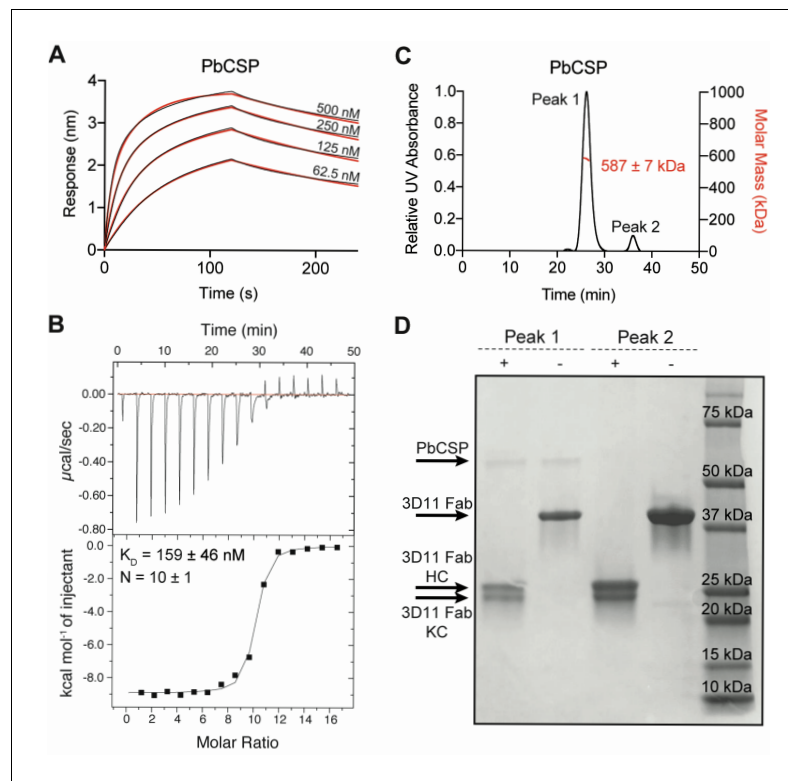 A
PbCSP
Response (nm)
4
3
2
1
0
500 nM
250 nM
125 nM
62.5 nM
0
100
200
Time (s)
B
Time (min)
0
10
20
30
40
50
µcal/sec
0.00
-0.20
-0.40
-0.60
-0.80
kcal mol⁻¹ of injectant
0.0
-2.0
-4.0
-6.0
-8.0
K_D = 159 ± 46 nM
N = 10 ± 1
0
2
4
6
8
10
12
14
16
Molar Ratio
C
PbCSP
Relative UV Absorbance
1.0
0.8
0.6
0.4
0.2
0.0
Peak 1
587 ± 7 kDa
Peak 2
1000
800
600
400
200
0
Molar Mass (kDa)
0
10
20
30
40
50
Time (min)
D
Peak 1
Peak 2
+
-
+
-
PbCSP
3D11 Fab
3D11 Fab
HC
3D11 Fab
KC
75 kDa
50 kDa
37 kDa
25 kDa
20 kDa
15 kDa
10 kDa